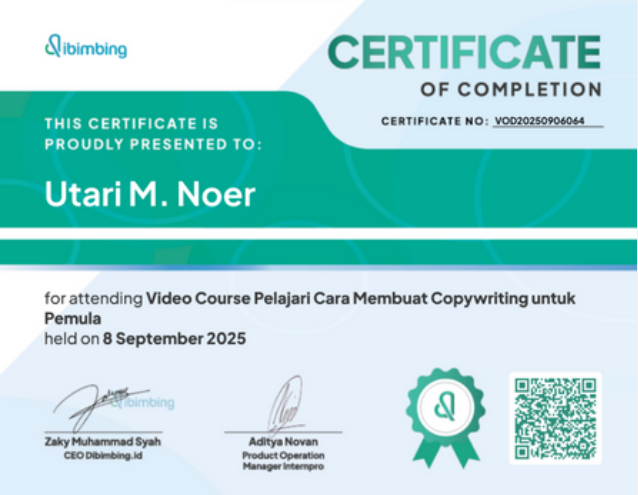 dibimbing
CERTIFICATE
OF COMPLETION
CERTIFICATE NO: VOD20250906064
THIS CERTIFICATE IS
PROUDLY PRESENTED TO:
Utari M. Noer
for attending Video Course Pelajari Cara Membuat Copywriting untuk
Pemula
held on 8 September 2025
dibimbing
Zaky Muhammad Syah
CEO Dibimbing.id
Aditya Novan
Product Operation
Manager Internpro